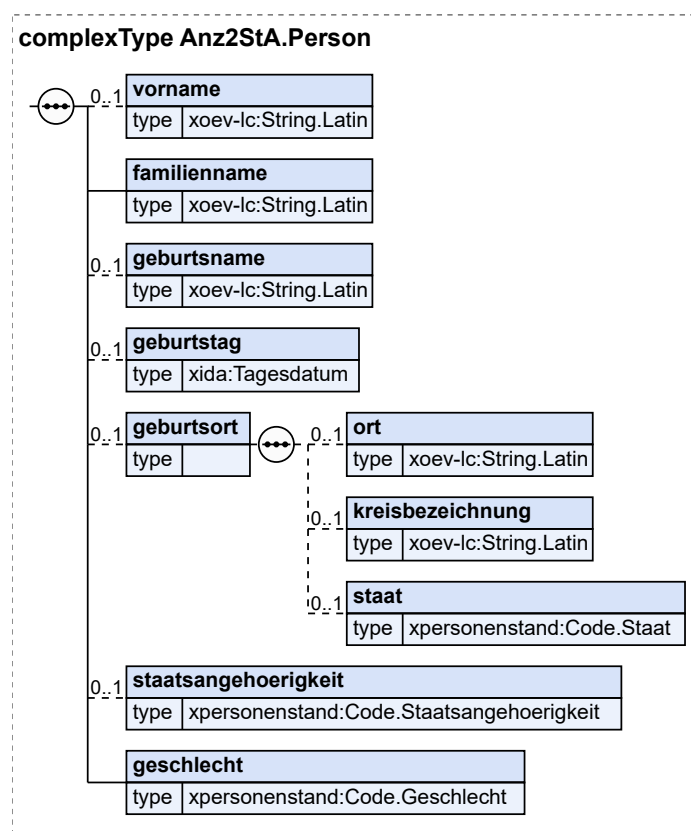 complexType Anz2StA.Person
0..1
vorname
type xoev-lc:String.Latin
familienname
type xoev-lc:String.Latin
0..1
geburtsname
type xoev-lc:String.Latin
0..1
geburtstag
type xida:Tagesdatum
0..1
geburtsort
type
0..1
ort
type xoev-lc:String.Latin
0..1
kreisbezeichnung
type xoev-lc:String.Latin
0..1
staat
type xpersonenstand:Code.Staat
0..1
staatsangehoerigkeit
type xpersonenstand:Code.Staatsangehoerigkeit
geschlecht
type xpersonenstand:Code.Geschlecht